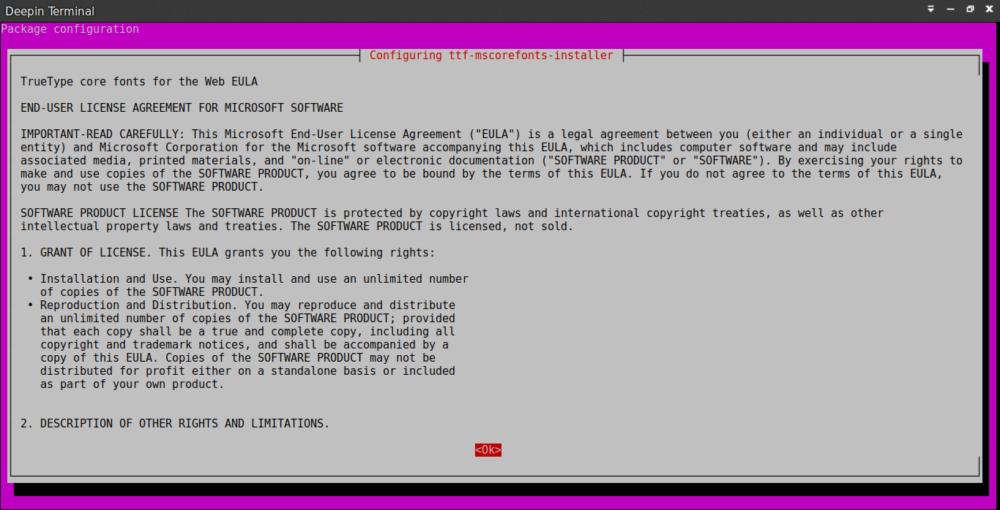 Deepin Terminal
Package configuration
Configuring ttf-mscorefonts-installer
TrueType core fonts for the Web EULA
END-USER LICENSE AGREEMENT FOR MICROSOFT SOFTWARE
IMPORTANT-READ CAREFULLY: This Microsoft End-User License Agreement ("EULA") is a legal agreement between you (either an individual or a single
entity) and Microsoft Corporation for the Microsoft software accompanying this EULA, which includes computer software and may include
associated media, printed materials, and "on-line" or electronic documentation ("SOFTWARE PRODUCT" or "SOFTWARE"). By exercising your rights to
make and use copies of the SOFTWARE PRODUCT, you agree to be bound by the terms of this EULA. If you do not agree to the terms of this EULA,
you may not use the SOFTWARE PRODUCT.
SOFTWARE PRODUCT LICENSE The SOFTWARE PRODUCT is protected by copyright laws and international copyright treaties, as well as other
intellectual property laws and treaties. The SOFTWARE PRODUCT is licensed, not sold.
1. GRANT OF LICENSE. This EULA grants you the following rights:
• Installation and Use. You may install and use an unlimited number
of copies of the SOFTWARE PRODUCT.
• Reproduction and Distribution. You may reproduce and distribute
an unlimited number of copies of the SOFTWARE PRODUCT; provided
that each copy shall be a true and complete copy, including all
copyright and trademark notices, and shall be accompanied by a
copy of this EULA. Copies of the SOFTWARE PRODUCT may not be
distributed for profit either on a standalone basis or included
as part of your own product.
2. DESCRIPTION OF OTHER RIGHTS AND LIMITATIONS.
<Ok>